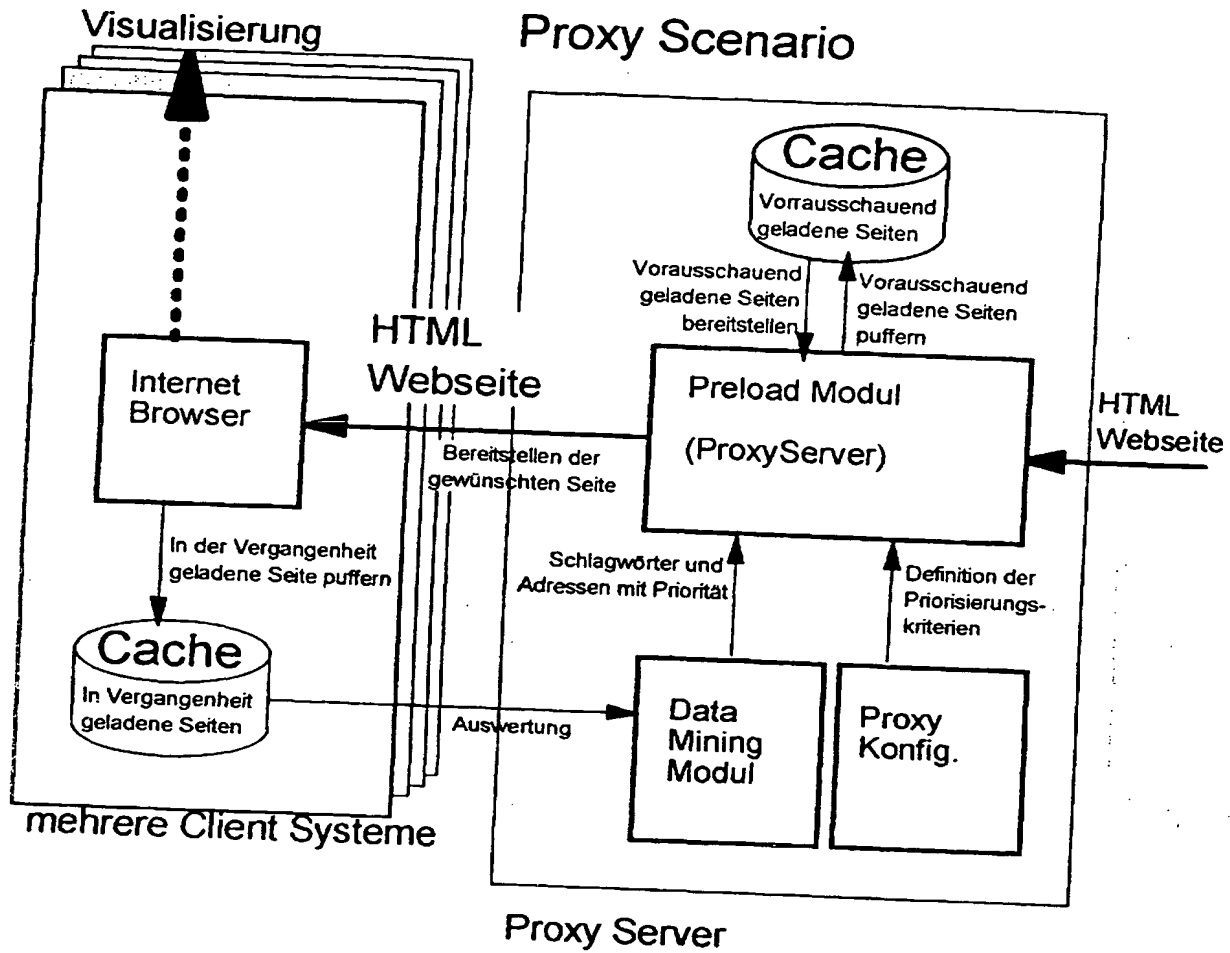 Visualisierung
Proxy Scenario
Cache
Vorrausschauend
geladene Seiten
Vorausschauend
geladene Seiten
bereitstellen
Vorausschauend
geladene Seiten
puffern
HTML
Webseite
Internet
Browser
Preload Modul
(ProxyServer)
HTML
Webseite
Bereitstellen der
gewünschten Seite
In der Vergangenheit
geladene Seite puffern
Schlagwörter und
Adressen mit Priorität
Definition der
Priorisierungs-
kriterien
Cache
In Vergangenheit
geladene Seiten
Auswertung
Data
Mining
Modul
Proxy
Konfig.
mehrere Client Systeme
Proxy Server